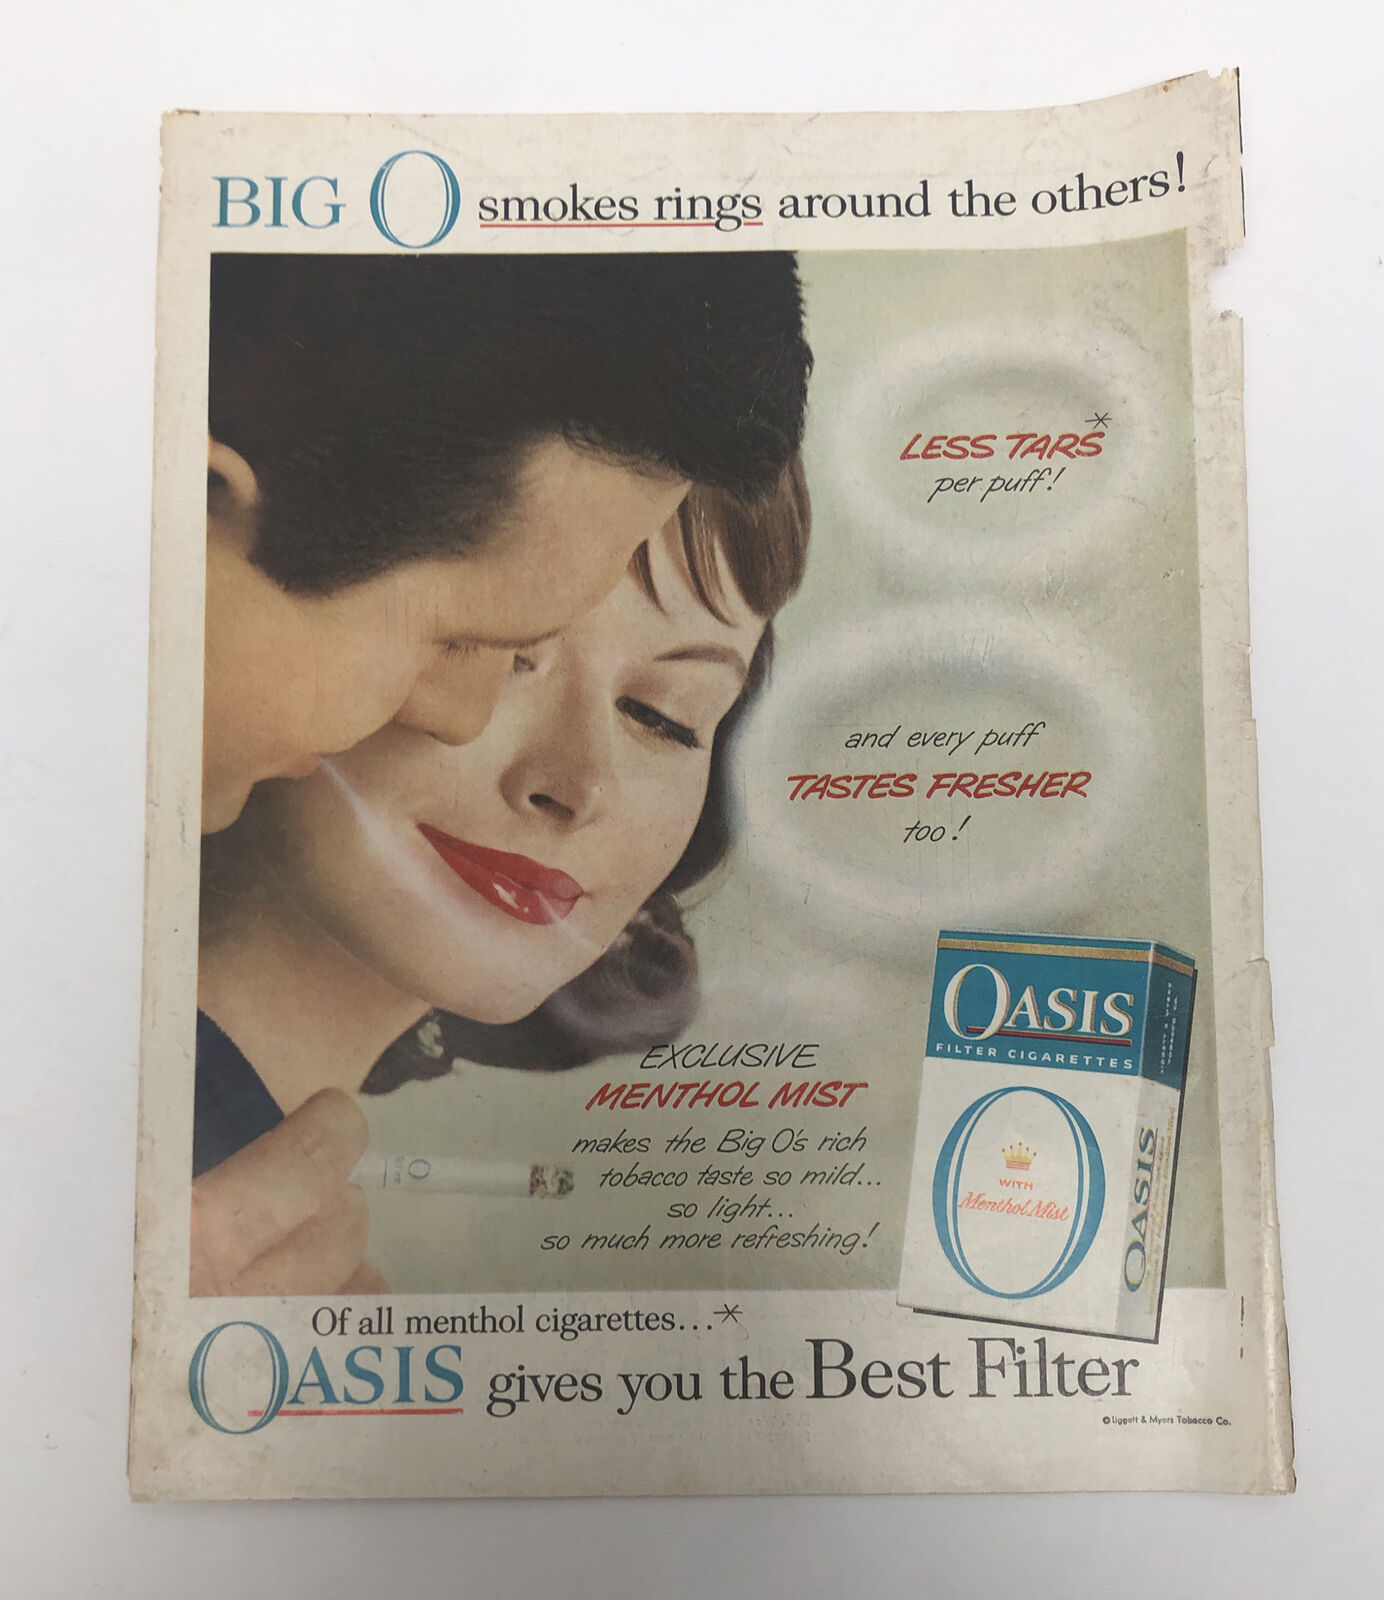 BIG O smokes rings around the others!
LESS TARS*
per puff!
and every puff
TASTES FRESHER
too!
EXCLUSIVE
MENTHOL MIST
makes the Big O's rich
tobacco taste so mild...
so light...
so much more refreshing!
OASIS
FILTER CIGARETTES
WITH
Menthol Mist
OASIS
Of all menthol cigarettes...*
OASIS gives you the Best Filter
© Liggett & Myers Tobacco Co.